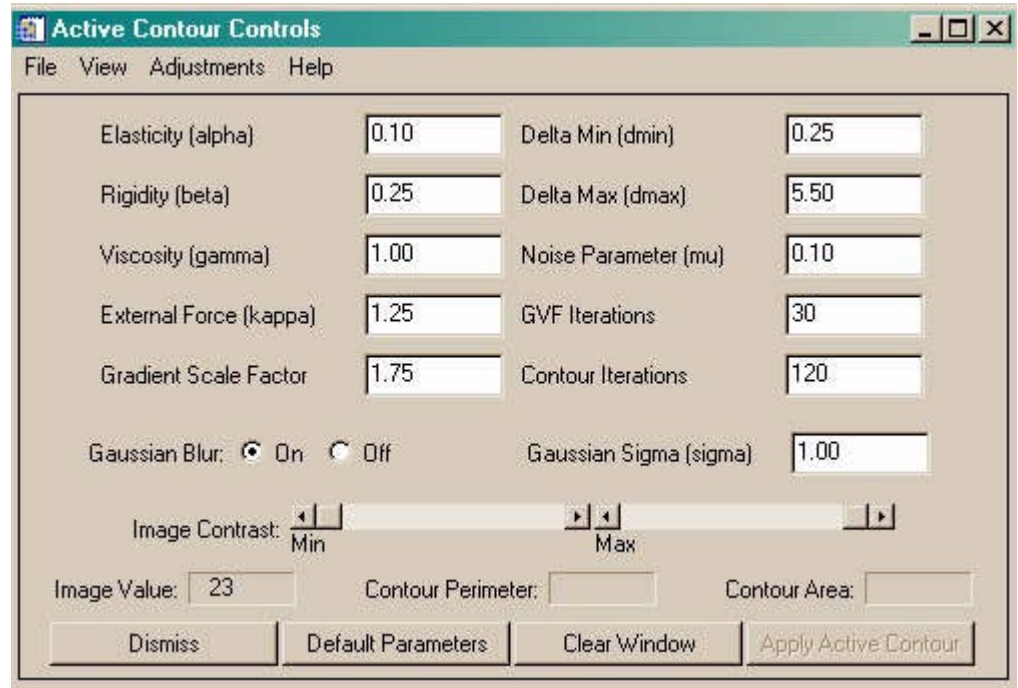 Active Contour Controls
File View Adjustments Help
Elasticity (alpha) 0.10 Delta Min (dmin) 0.25
Rigidity (beta) 0.25 Delta Max (dmax) 5.50
Viscosity (gamma) 1.00 Noise Parameter (mu) 0.10
External Force (kappa) 1.25 GVF Iterations 30
Gradient Scale Factor 1.75 Contour Iterations 120
Gaussian Blur: On Off Gaussian Sigma (sigma) 1.00
Image Contrast:
Min Max
Image Value: 23 Contour Perimeter: Contour Area:
Dismiss Default Parameters Clear Window Apply Active Contour